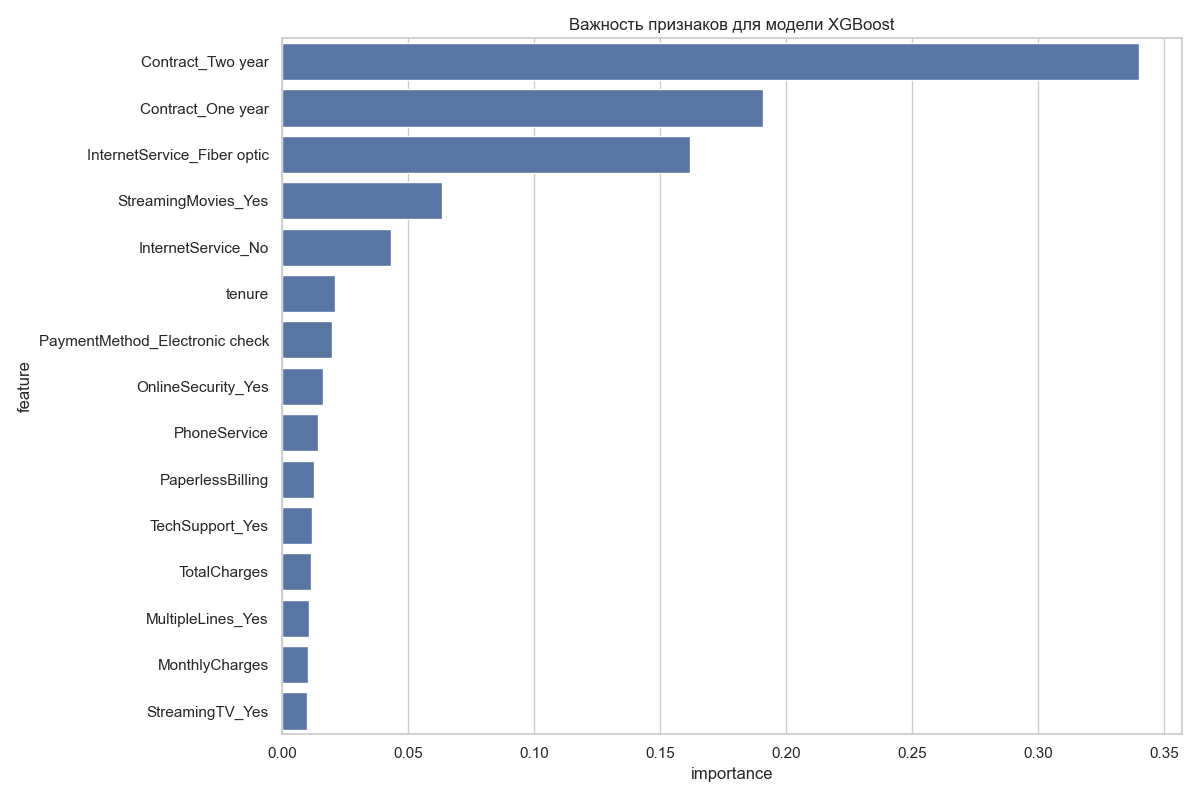 Важность признаков для модели XGBoost
Contract_Two year
Contract_One year
InternetService_Fiber optic
StreamingMovies_Yes
InternetService_No
tenure
PaymentMethod_Electronic check
OnlineSecurity_Yes
PhoneService
PaperlessBilling
TechSupport_Yes
TotalCharges
MultipleLines_Yes
MonthlyCharges
StreamingTV_Yes
feature
0.00 0.05 0.10 0.15 0.20 0.25 0.30 0.35
importance